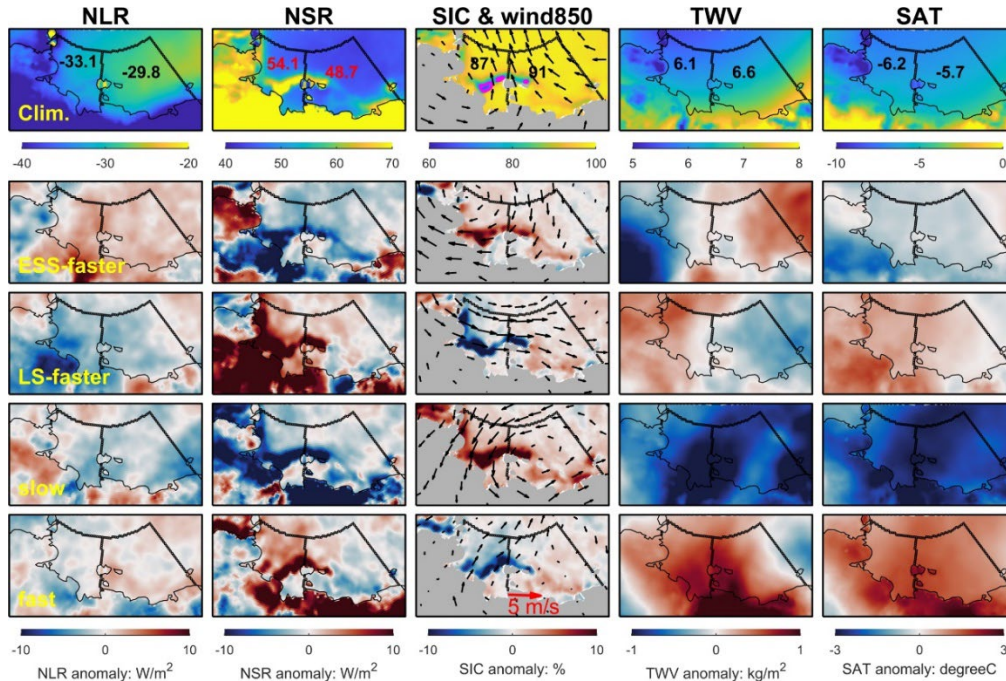 NLR NSR SIC & wind850 TWV SAT
-33.1 -29.8 54.1 48.7 87 91 6.1 6.6 -6.2 -5.7
Clim.
-40 -30 -20 40 50 60 70 60 80 100 5 6 7 8 -10 -5 0
ESS-faster
LS-faster
slow
fast
5 m/s
-10 -5 0 5 10 -10 0 10 -10 0 10 -1 0 1 -3 0 3
NLR anomaly: W/m² NSR anomaly: W/m² SIC anomaly: % TWV anomaly: kg/m² SAT anomaly: degreeC